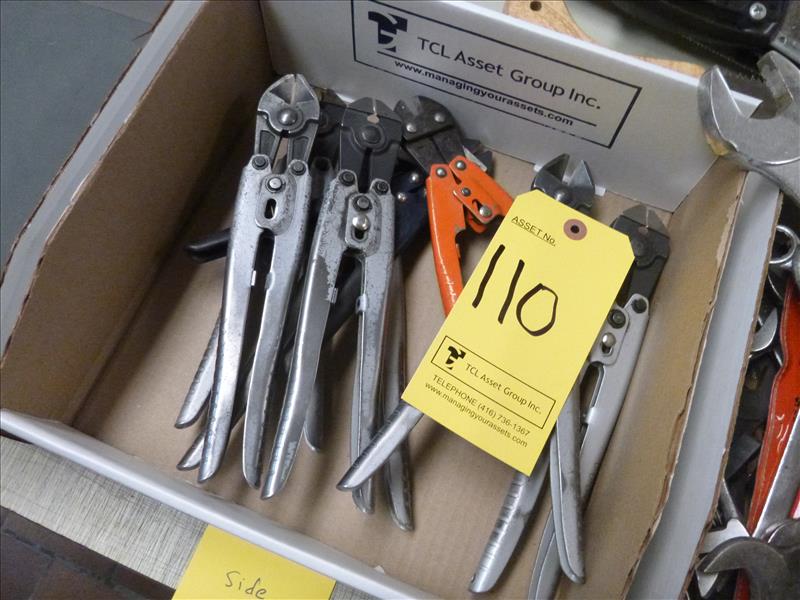 TCL Asset Group Inc.
www.managingyourassets.com
ASSET No.
110
TCL Asset Group Inc.
TELEPHONE (416) 736-1367
www.managingyourassets.com
Side